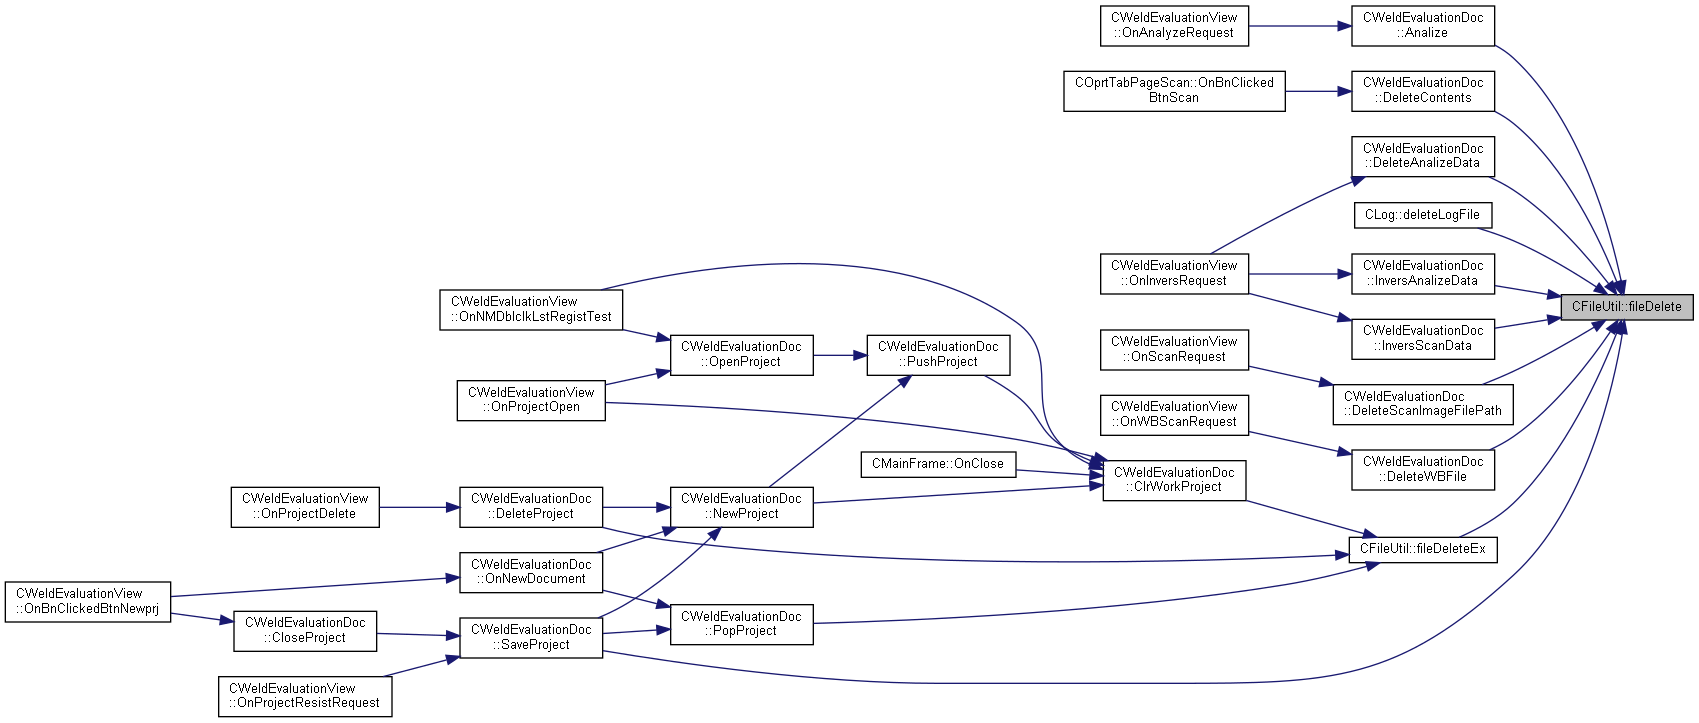 CWeldEvaluationView
::OnAnalyzeRequest
CWeldEvaluationDoc
::Analize
COprtTabPageScan::OnBnClicked
BtnScan
CWeldEvaluationDoc
::DeleteContents
CWeldEvaluationDoc
::DeleteAnalizeData
CLog::deleteLogFile
CWeldEvaluationView
::OnInversRequest
CWeldEvaluationDoc
::InversAnalizeData
CFileUtil::fileDelete
CWeldEvaluationView
::OnNMDblclkLstRegistTest
CWeldEvaluationDoc
::InversScanData
CWeldEvaluationView
::OnScanRequest
CWeldEvaluationDoc
::OpenProject
CWeldEvaluationDoc
::PushProject
CWeldEvaluationView
::OnProjectOpen
CWeldEvaluationDoc
::DeleteScanImageFilePath
CWeldEvaluationView
::OnWBScanRequest
CMainFrame::OnClose
CWeldEvaluationDoc
::ClrWorkProject
CWeldEvaluationDoc
::DeleteWBFile
CWeldEvaluationView
::OnProjectDelete
CWeldEvaluationDoc
::DeleteProject
CWeldEvaluationDoc
::NewProject
CFileUtil::fileDeleteEx
CWeldEvaluationDoc
::OnNewDocument
CWeldEvaluationView
::OnBnClickedBtnNewprj
CWeldEvaluationDoc
::CloseProject
CWeldEvaluationDoc
::SaveProject
CWeldEvaluationDoc
::PopProject
CWeldEvaluationView
::OnProjectResistRequest